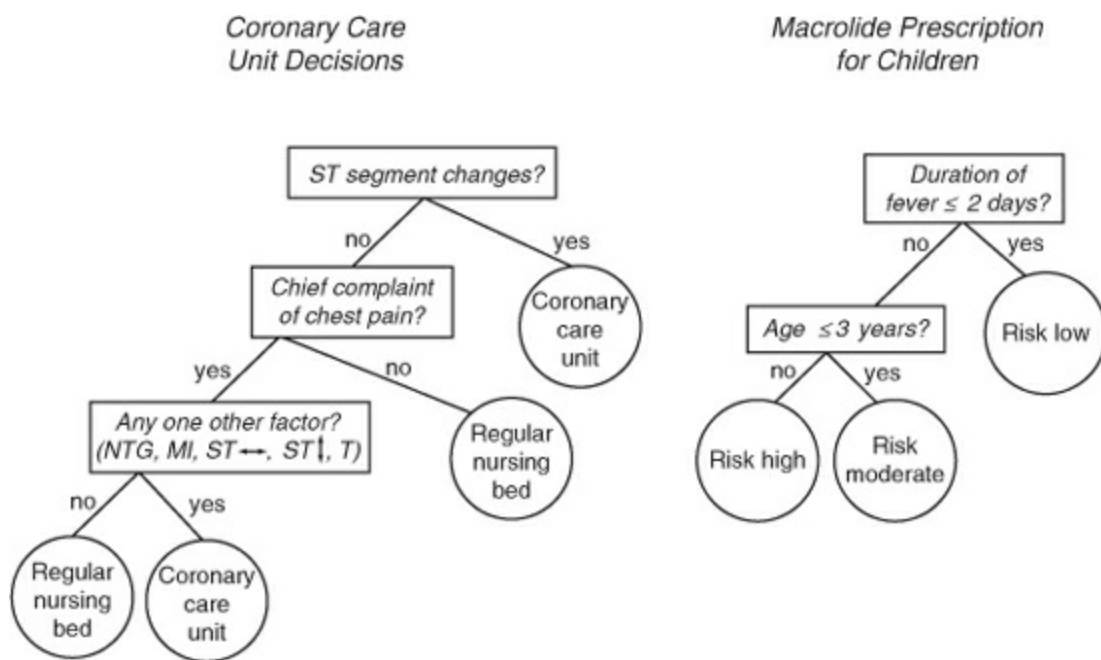 Coronary Care
Unit Decisions
ST segment changes?
no
yes
Chief complaint
of chest pain?
Coronary
care
unit
yes
no
Any one other factor?
(NTG, MI, ST↔, ST↕, T)
Regular
nursing
bed
no
yes
Regular
nursing
bed
Coronary
care
unit
Macrolide Prescription
for Children
Duration of
fever ≤ 2 days?
no
yes
Age ≤3 years?
Risk low
no
yes
Risk high
Risk
moderate